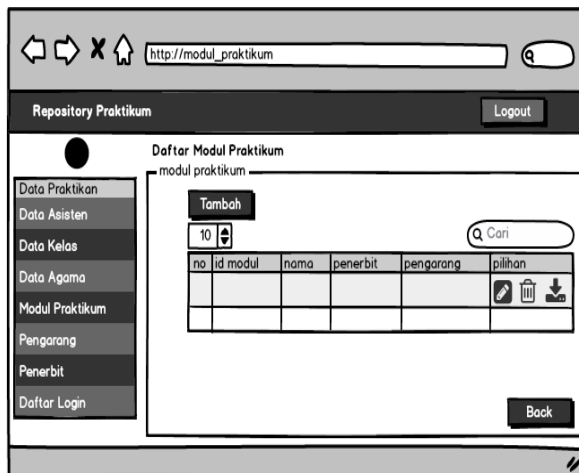 http://modul_praktikum
Repository Praktikum
Logout
Daftar Modul Praktikum
modul praktikum
Data Praktikan
Data Asisten
Data Kelas
Data Agama
Modul Praktikum
Pengarang
Penerbit
Daftar Login
Tambah
10
Cari
no id modul nama penerbit pengarang pilihan
Back